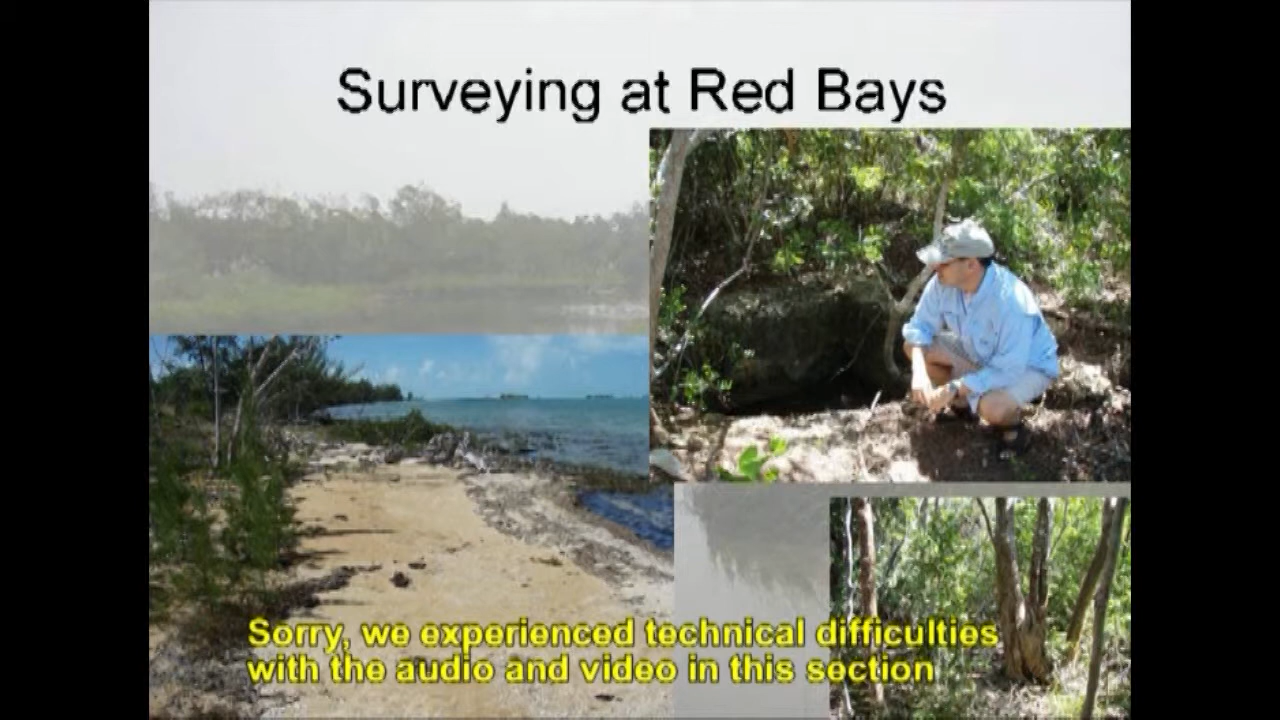 Surveying at Red Bays
Sorry, we experienced technical difficulties
with the audio and video in this section